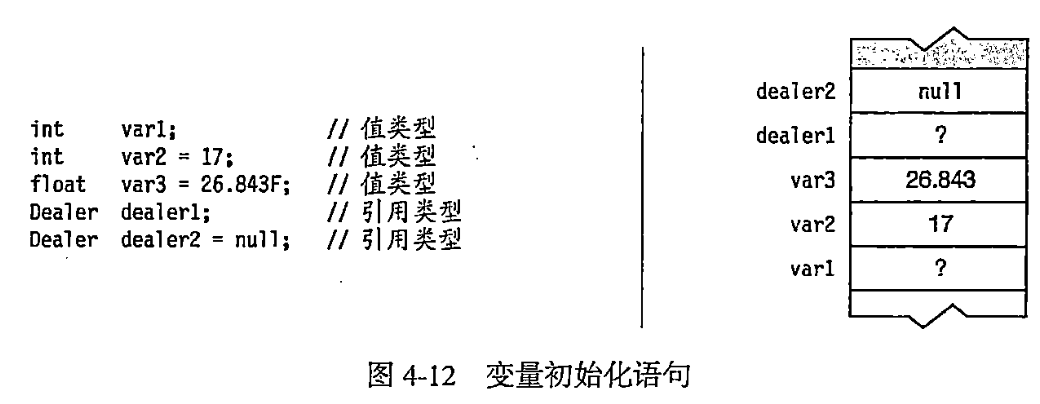 int var1; // 值类型
int var2 = 17; // 值类型
float var3 = 26.843F; // 值类型
Dealer dealer1; // 引用类型
Dealer dealer2 = null; // 引用类型
dealer2 null
dealer1 ?
var3 26.843
var2 17
var1 ?
图 4-12 变量初始化语句